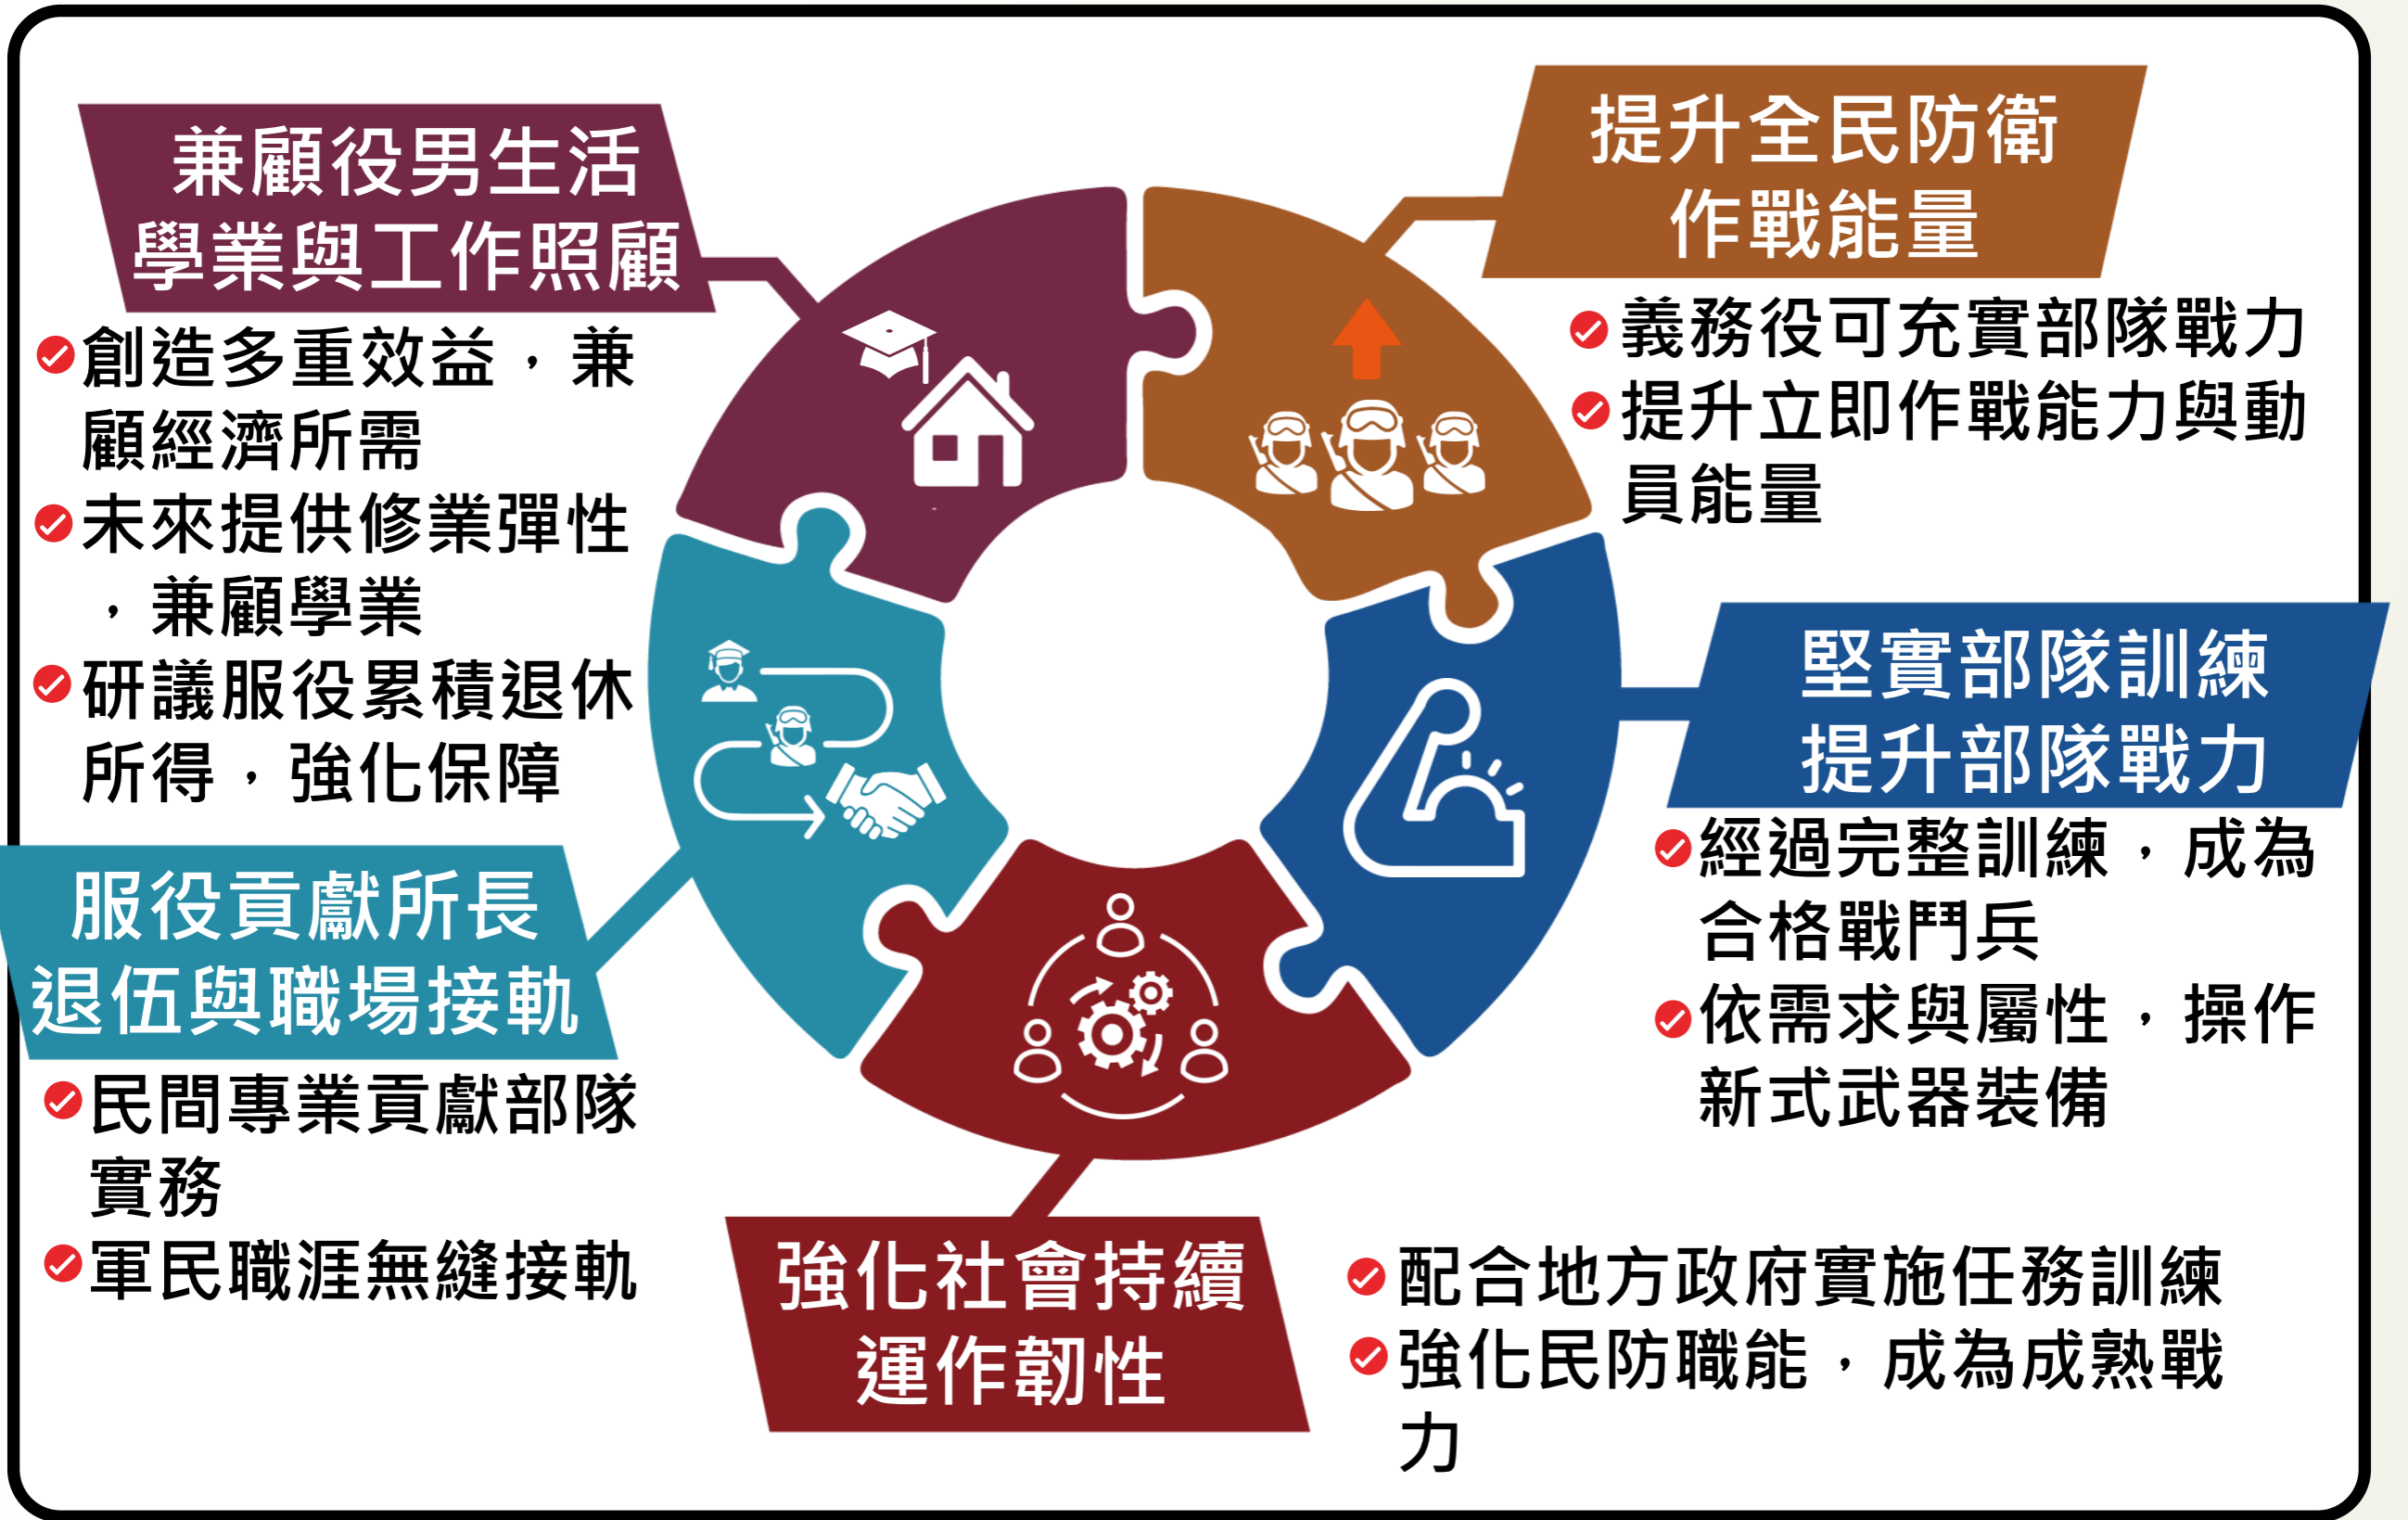 兼顧役男生活
學業與工作照顧
創造多重效益，兼
顧經濟所需
未來提供修業彈性
，兼顧學業
研議服役累積退休
所得，強化保障
服役貢獻所長
退伍與職場接軌
民間專業貢獻部隊
實務
軍民職涯無縫接軌
提升全民防衛
作戰能量
義務役可充實部隊戰力
提升立即作戰能力與動
員能量
堅實部隊訓練
提升部隊戰力
經過完整訓練，成為
合格戰鬥兵
依需求與屬性，操作
新式武器裝備
強化社會持續
運作韌性
配合地方政府實施任務訓練
強化民防職能，成為成熟戰
力